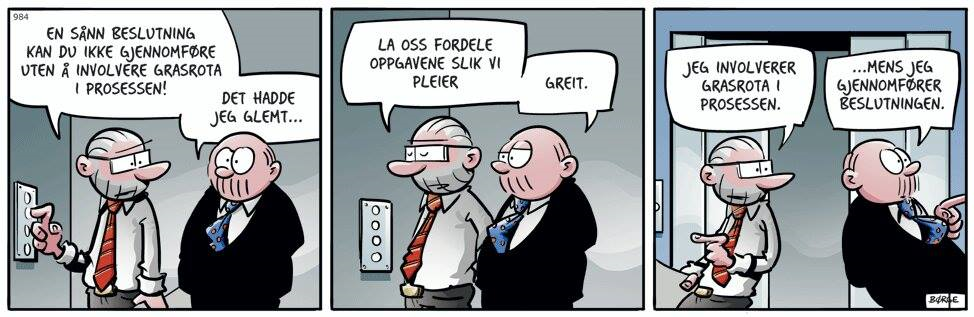 984
EN SÅNN BESLUTNING
KAN DU IKKE GJENNOMFØRE
UTEN Å INVOLVERE GRASROTA
I PROSESSEN!
DET HADDE
JEG GLEMT...
LA OSS FORDELE
OPPGAVENE SLIK VI
PLEIER
GREIT.
JEG INVOLVERER
GRASROTA I
PROSESSEN.
...MENS JEG
GJENNOMFØRER
BESLUTNINGEN.
BØRGE